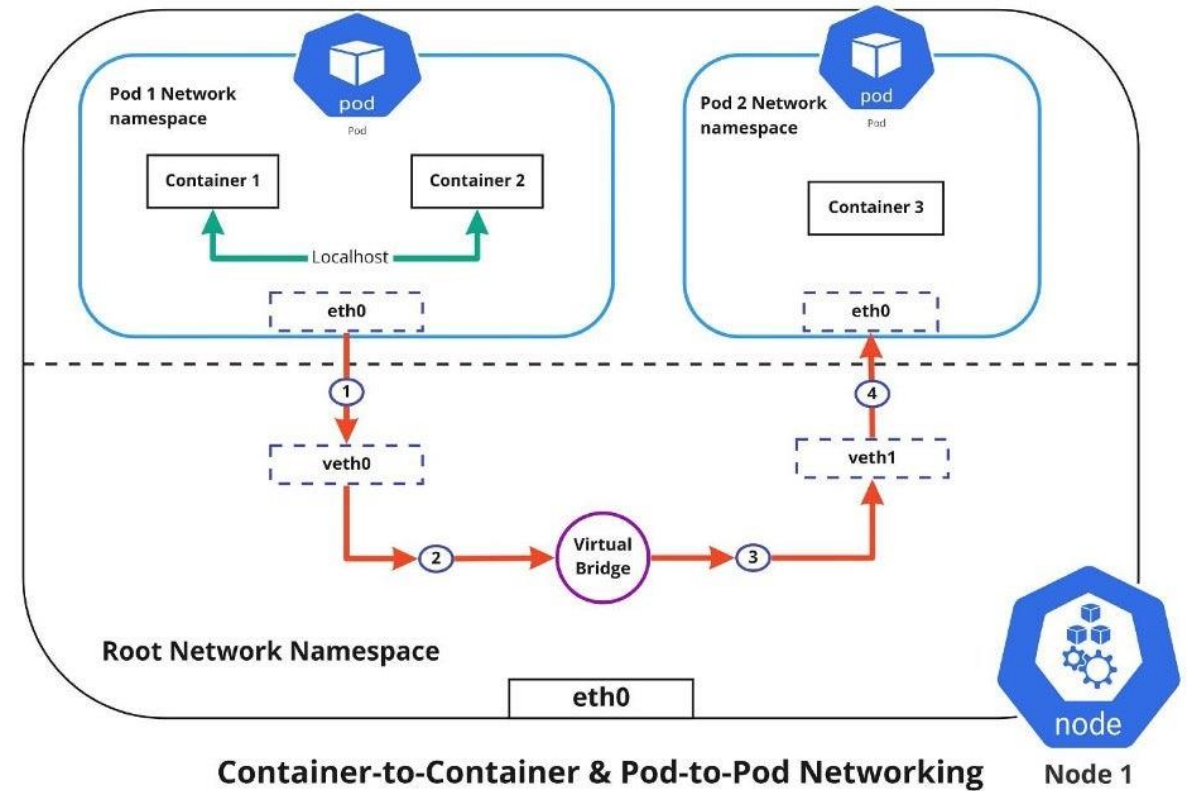 pod
Pod
Pod 1 Network
namespace
Container 1
Container 2
Localhost
eth0
pod
Pod
Pod 2 Network
namespace
Container 3
eth0
1
4
veth0
veth1
2
Virtual
Bridge
3
Root Network Namespace
eth0
node
Container-to-Container & Pod-to-Pod Networking
Node 1